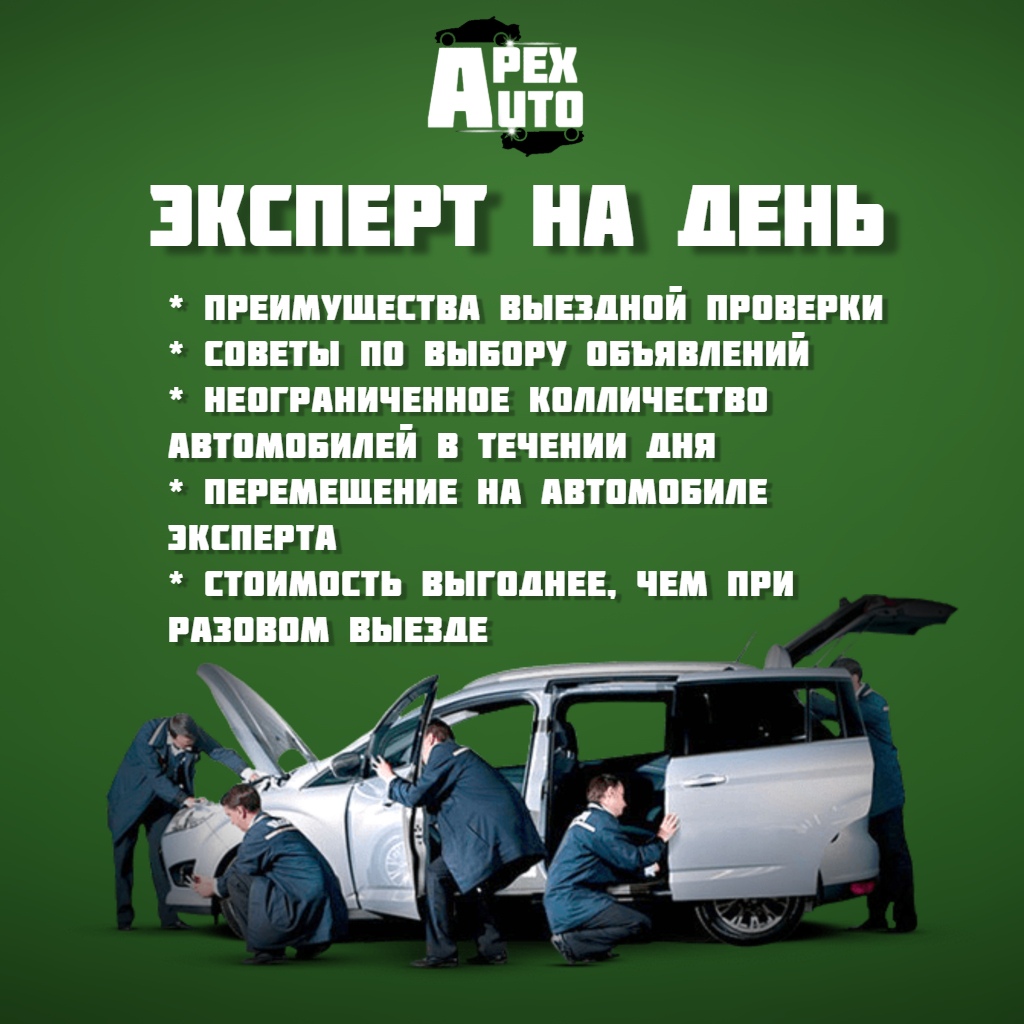 APEX
AUTO
ЭКСПЕРТ НА ДЕНЬ
* ПРЕИМУЩЕСТВА ВЫЕЗДНОЙ ПРОВЕРКИ
* СОВЕТЫ ПО ВЫБОРУ ОБЪЯВЛЕНИЙ
* НЕОГРАНИЧЕННОЕ КОЛЛИЧЕСТВО
АВТОМОБИЛЕЙ В ТЕЧЕНИИ ДНЯ
* ПЕРЕМЕЩЕНИЕ НА АВТОМОБИЛЕ
ЭКСПЕРТА
* СТОИМОСТЬ ВЫГОДНЕЕ, ЧЕМ ПРИ
РАЗОВОМ ВЫЕЗДЕ